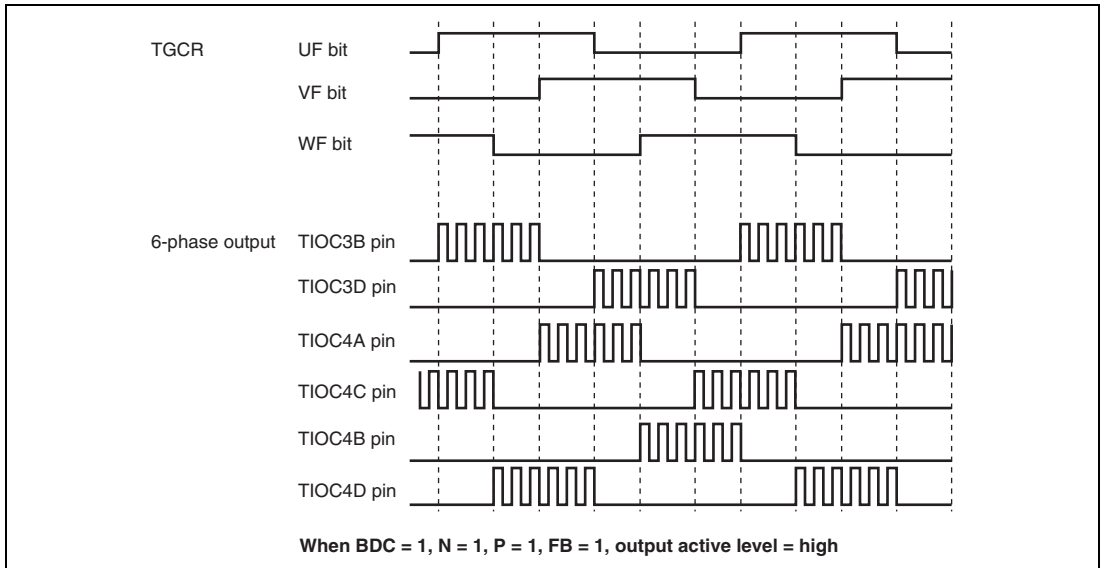 TGCR UF bit
VF bit
WF bit
6-phase output TIOC3B pin
TIOC3D pin
TIOC4A pin
TIOC4C pin
TIOC4B pin
TIOC4D pin
When BDC = 1, N = 1, P = 1, FB = 1, output active level = high